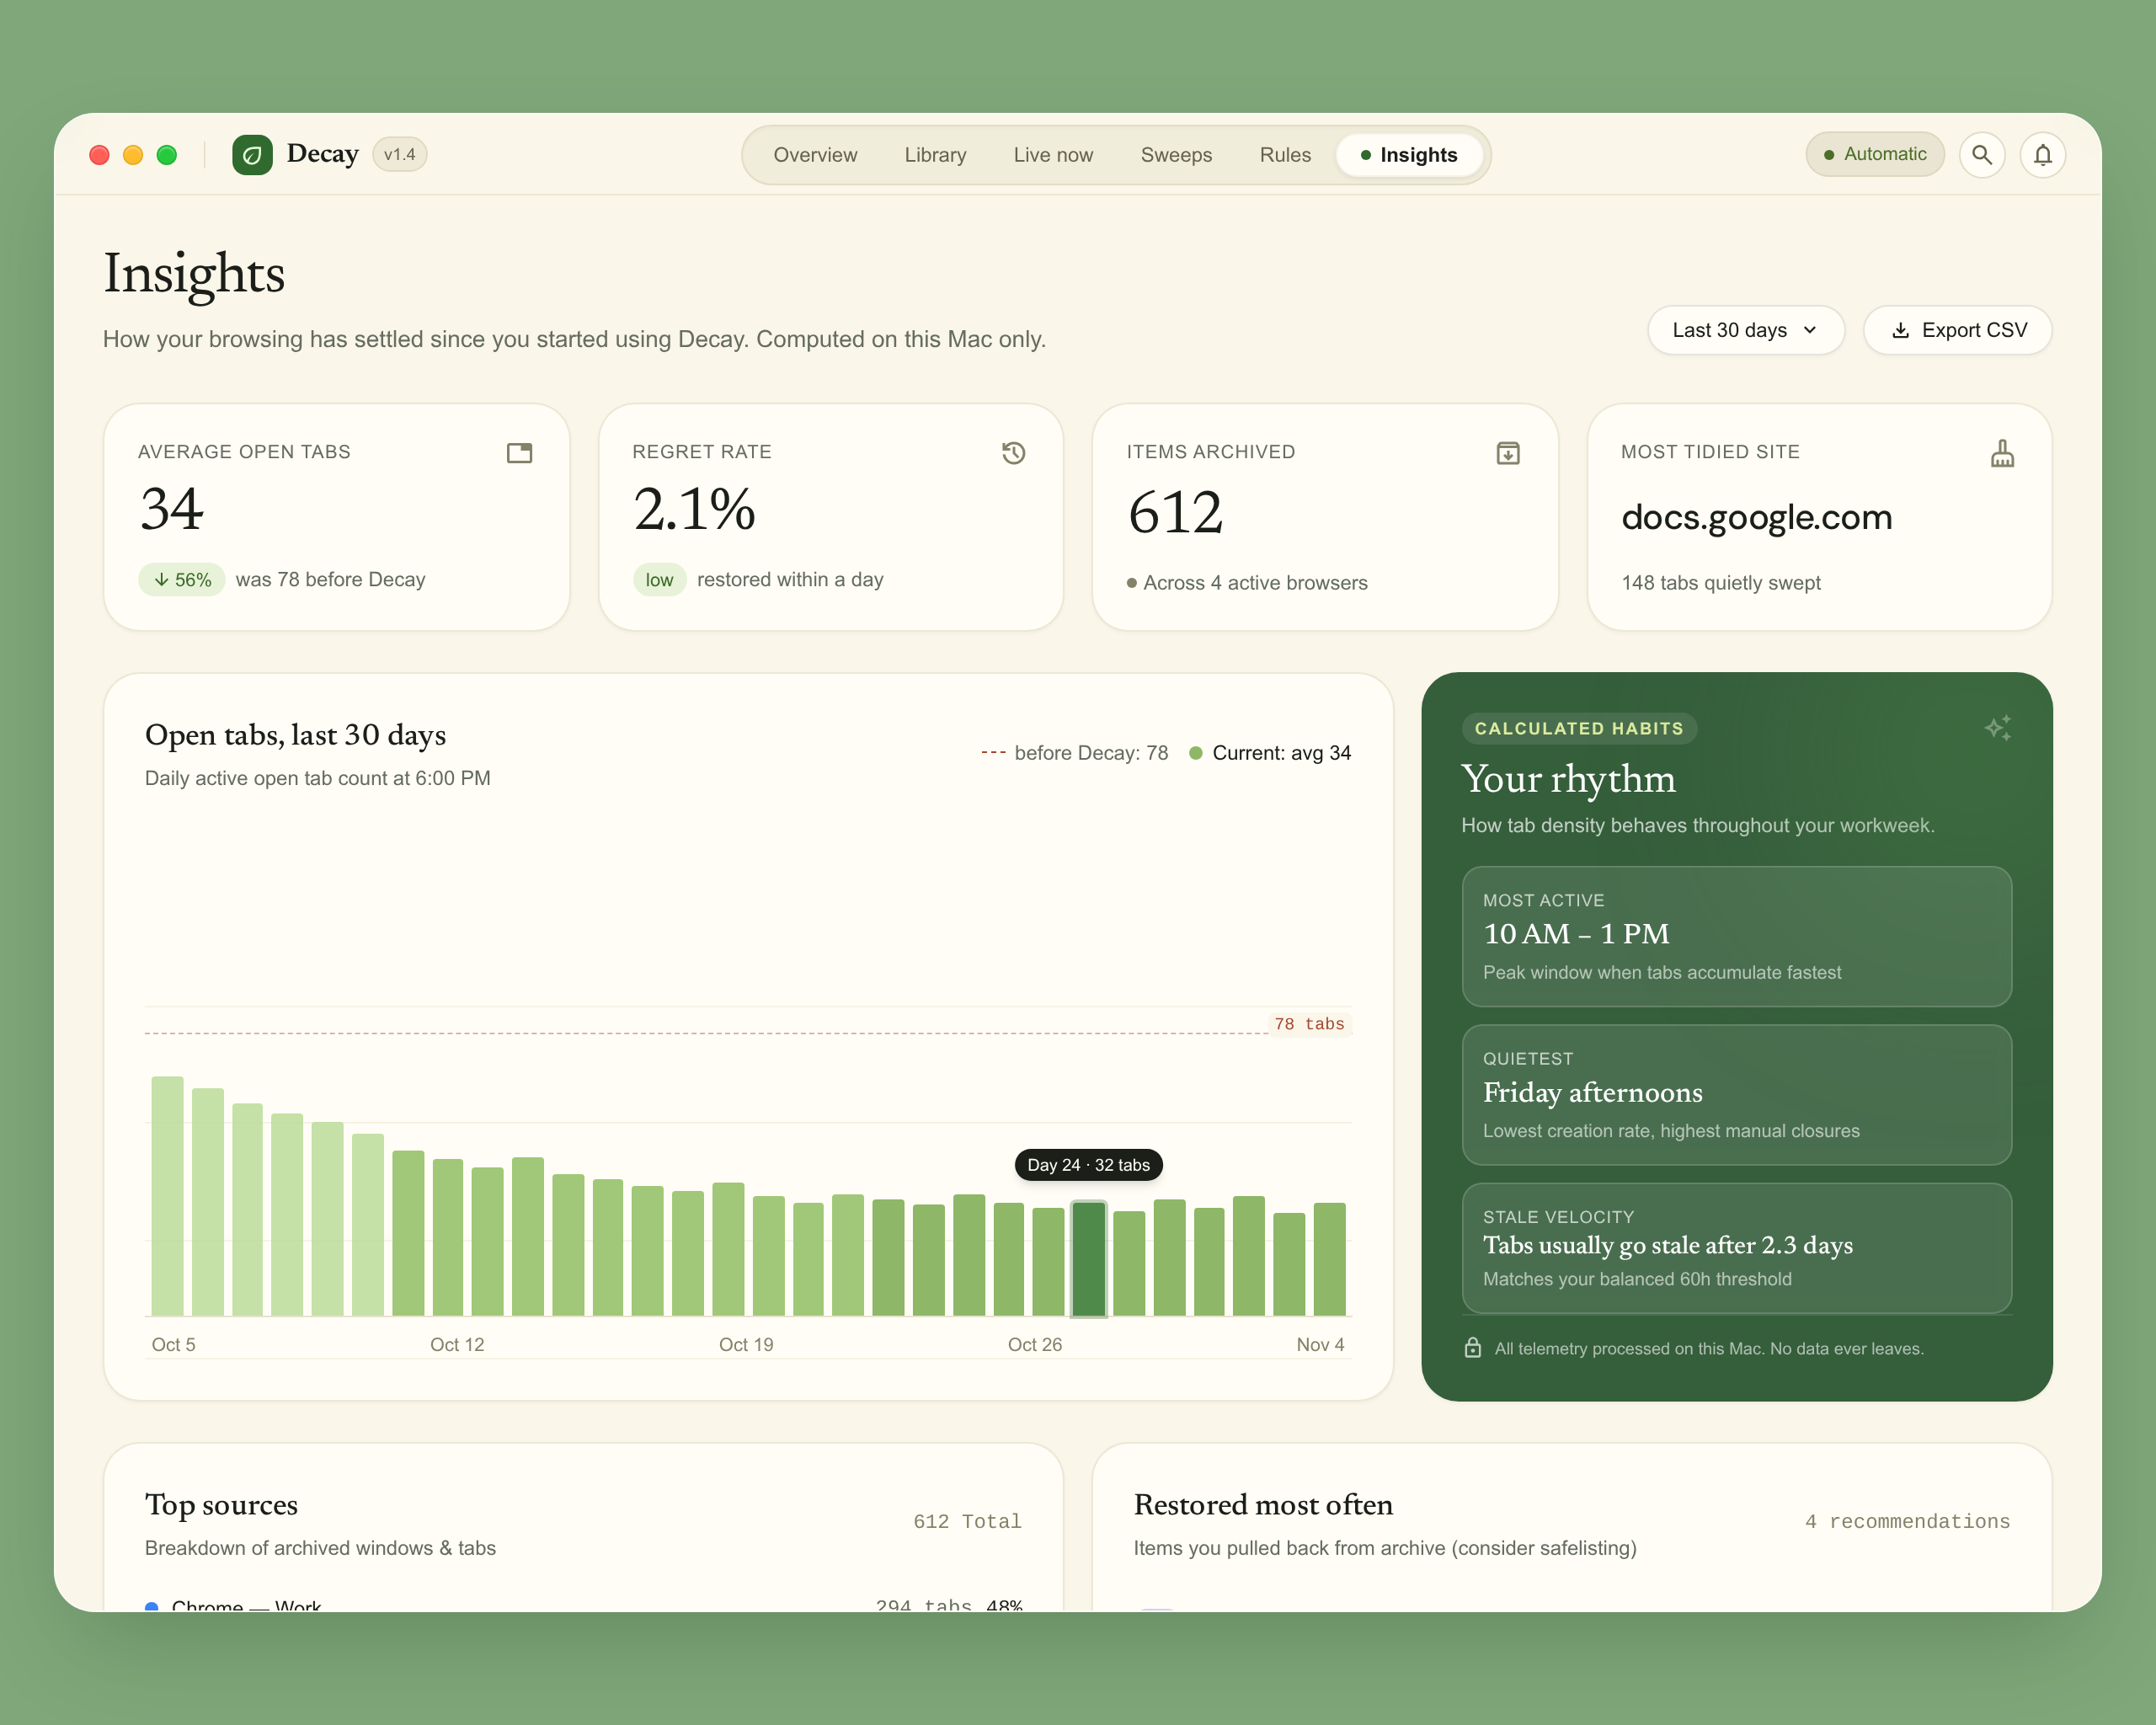 Decay v1.4
Overview Library Live now Sweeps Rules Insights
Automatic
Insights
How your browsing has settled since you started using Decay. Computed on this Mac only.
Last 30 days
Export CSV
AVERAGE OPEN TABS
34
56% was 78 before Decay
REGRET RATE
2.1%
low restored within a day
ITEMS ARCHIVED
612
Across 4 active browsers
MOST TIDIED SITE
docs.google.com
148 tabs quietly swept
Open tabs, last 30 days
Daily active open tab count at 6:00 PM
before Decay: 78 Current: avg 34
78 tabs
Day 24 · 32 tabs
Oct 5 Oct 12 Oct 19 Oct 26 Nov 4
CALCULATED HABITS
Your rhythm
How tab density behaves throughout your workweek.
MOST ACTIVE
10 AM – 1 PM
Peak window when tabs accumulate fastest
QUIETEST
Friday afternoons
Lowest creation rate, highest manual closures
STALE VELOCITY
Tabs usually go stale after 2.3 days
Matches your balanced 60h threshold
All telemetry processed on this Mac. No data ever leaves.
Top sources
Breakdown of archived windows & tabs
612 Total
Chrome — Work 294 tabs 48%
Restored most often
Items you pulled back from archive (consider safelisting)
4 recommendations